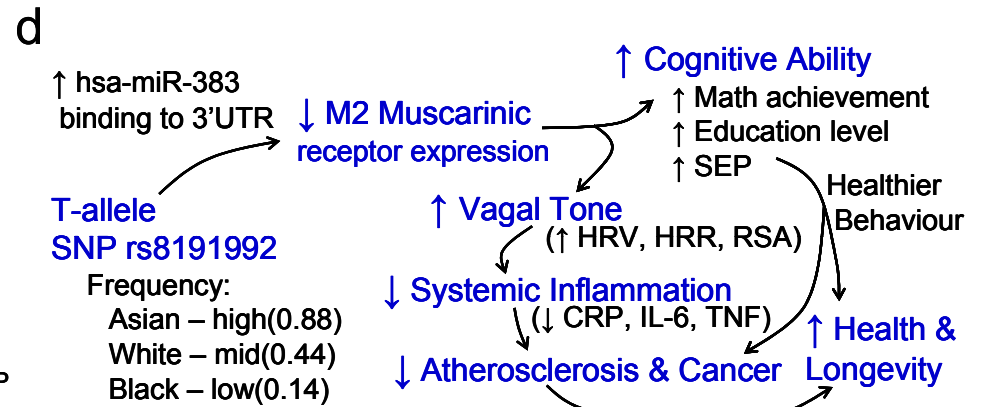 d
↑ hsa-miR-383
binding to 3'UTR
T-allele
SNP rs8191992
Frequency:
Asian – high(0.88)
White – mid(0.44)
Black – low(0.14)
↓ M2 Muscarinic
receptor expression
↑ Cognitive Ability
↑ Math achievement
↑ Education level
↑ SEP
Healthier
Behaviour
↑ Vagal Tone
(↑ HRV, HRR, RSA)
↓ Systemic Inflammation
(↓ CRP, IL-6, TNF)
↓ Atherosclerosis & Cancer
↑ Health &
Longevity